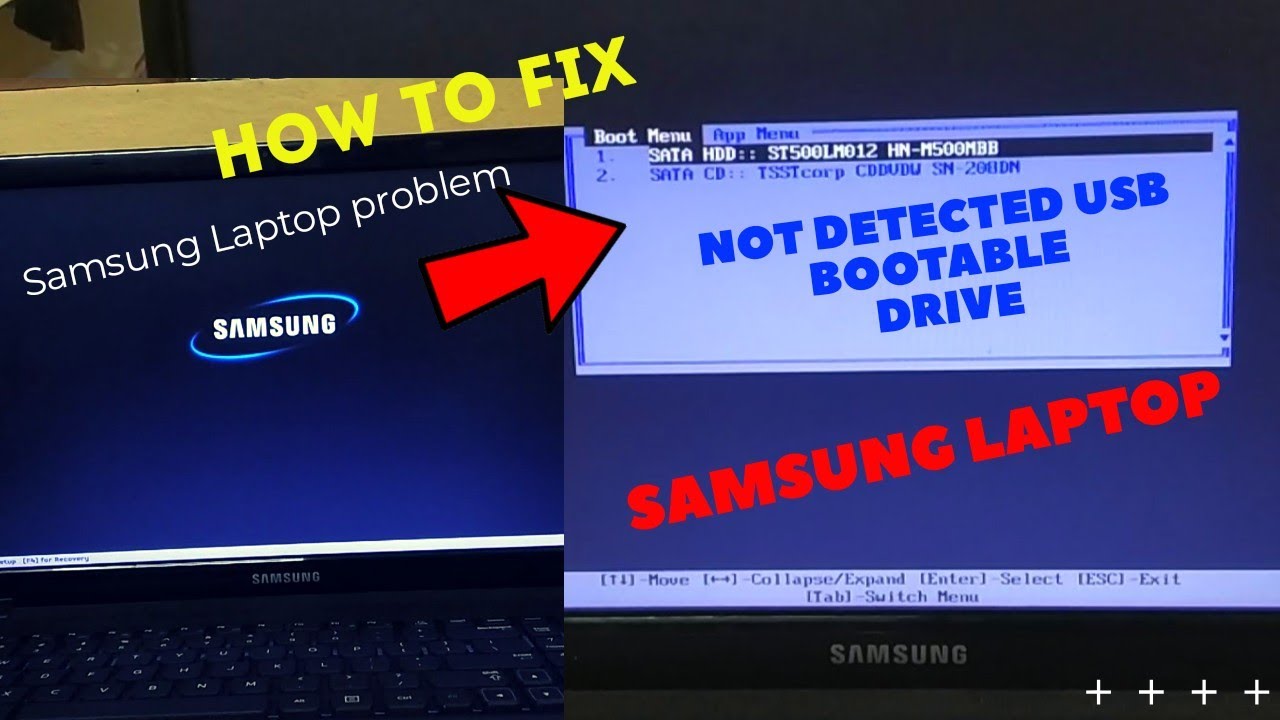 HOW TO FIX
Samsung Laptop problem
SAMSUNG
[F4] for Recovery
SAMSUNG
Boot Menu App Menu
1. SATA HDD:: ST500LM012 HN-M500MBB
2. SATA CD:: TSSTcorp CDDVDW SN-208DN
NOT DETECTED USB
BOOTABLE
DRIVE
SAMSUNG LAPTOP
[↑↓]-Move [←→]-Collapse/Expand [Enter]-Select [ESC]-Exit
[Tab]-Switch Menu
SAMSUNG
+ + + +